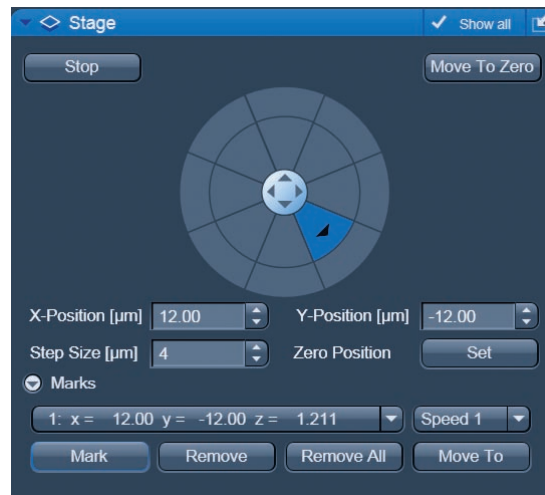 Stage Show all
Stop Move To Zero
X-Position [µm] 12.00 Y-Position [µm] -12.00
Step Size [µm] 4 Zero Position Set
Marks
1: x = 12.00 y = -12.00 z = 1.211 Speed 1
Mark Remove Remove All Move To